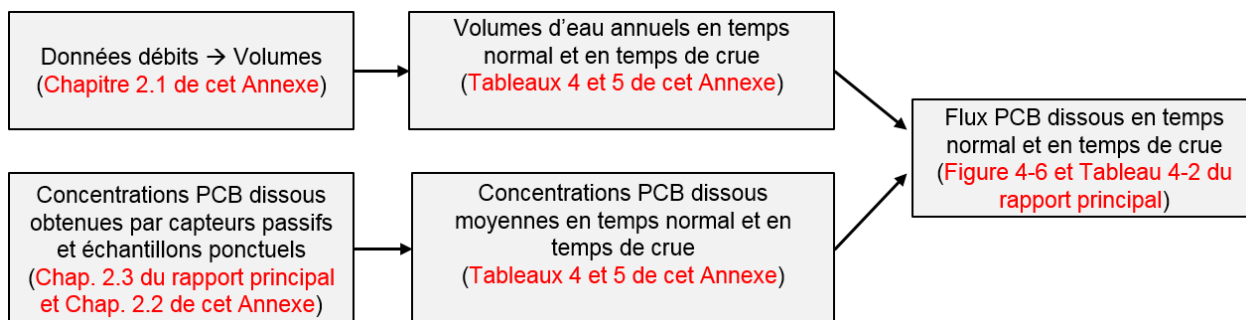 Données débits → Volumes
(Chapitre 2.1 de cet Annexe)
Volumes d'eau annuels en temps
normal et en temps de crue
(Tableaux 4 et 5 de cet Annexe)
Concentrations PCB dissous
obtenues par capteurs passifs
et échantillons ponctuels
(Chap. 2.3 du rapport principal
et Chap. 2.2 de cet Annexe)
Concentrations PCB dissous
moyennes en temps normal et en
temps de crue
(Tableaux 4 et 5 de cet Annexe)
Flux PCB dissous en temps
normal et en temps de crue
(Figure 4-6 et Tableau 4-2 du
rapport principal)